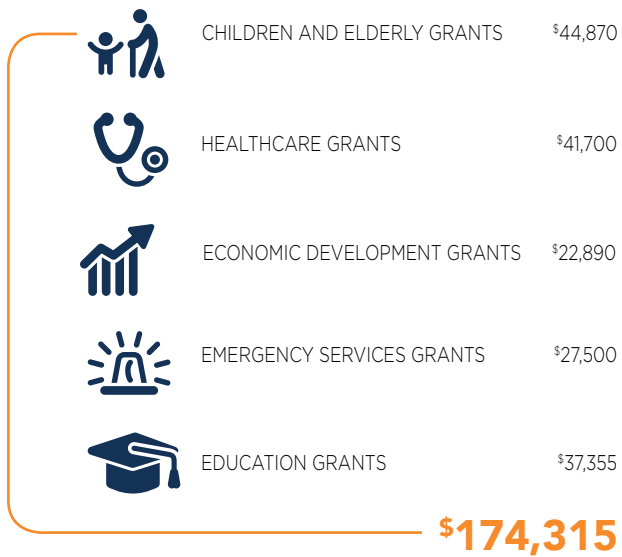 CHILDREN AND ELDERLY GRANTS $44,870
HEALTHCARE GRANTS $41,700
ECONOMIC DEVELOPMENT GRANTS $22,890
EMERGENCY SERVICES GRANTS $27,500
EDUCATION GRANTS $37,355
$174,315